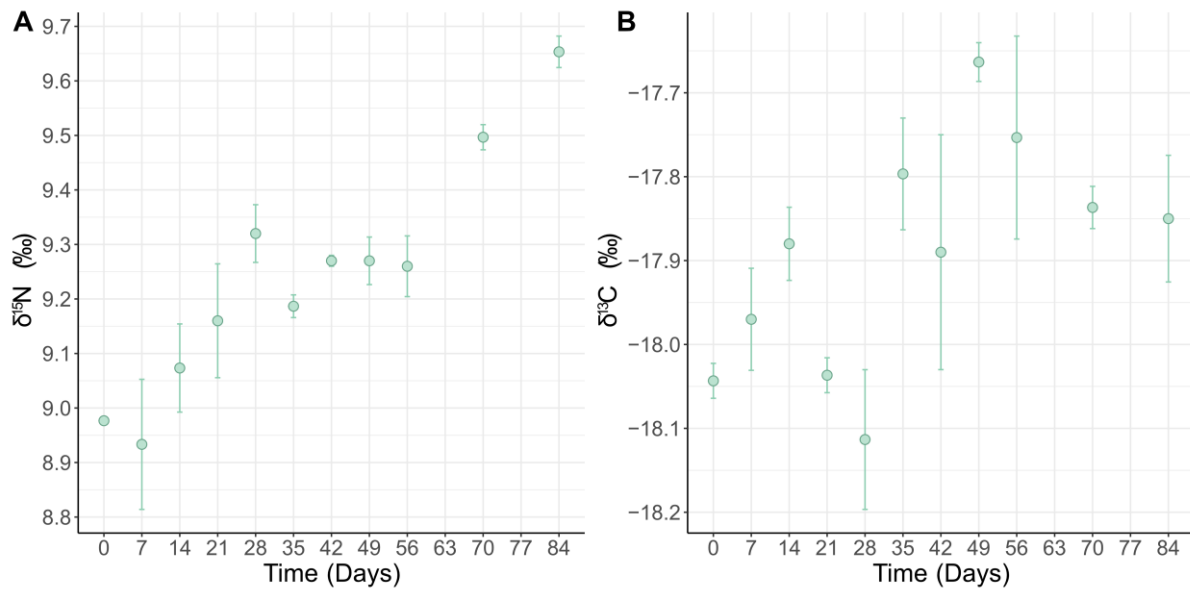 A
9.7
9.6
9.5
9.4
9.3
9.2
9.1
9.0
8.9
8.8
δ¹⁵N (‰)
0 7 14 21 28 35 42 49 56 63 70 77 84
Time (Days)
B
−17.7
−17.8
−17.9
−18.0
−18.1
−18.2
δ¹³C (‰)
0 7 14 21 28 35 42 49 56 63 70 77 84
Time (Days)